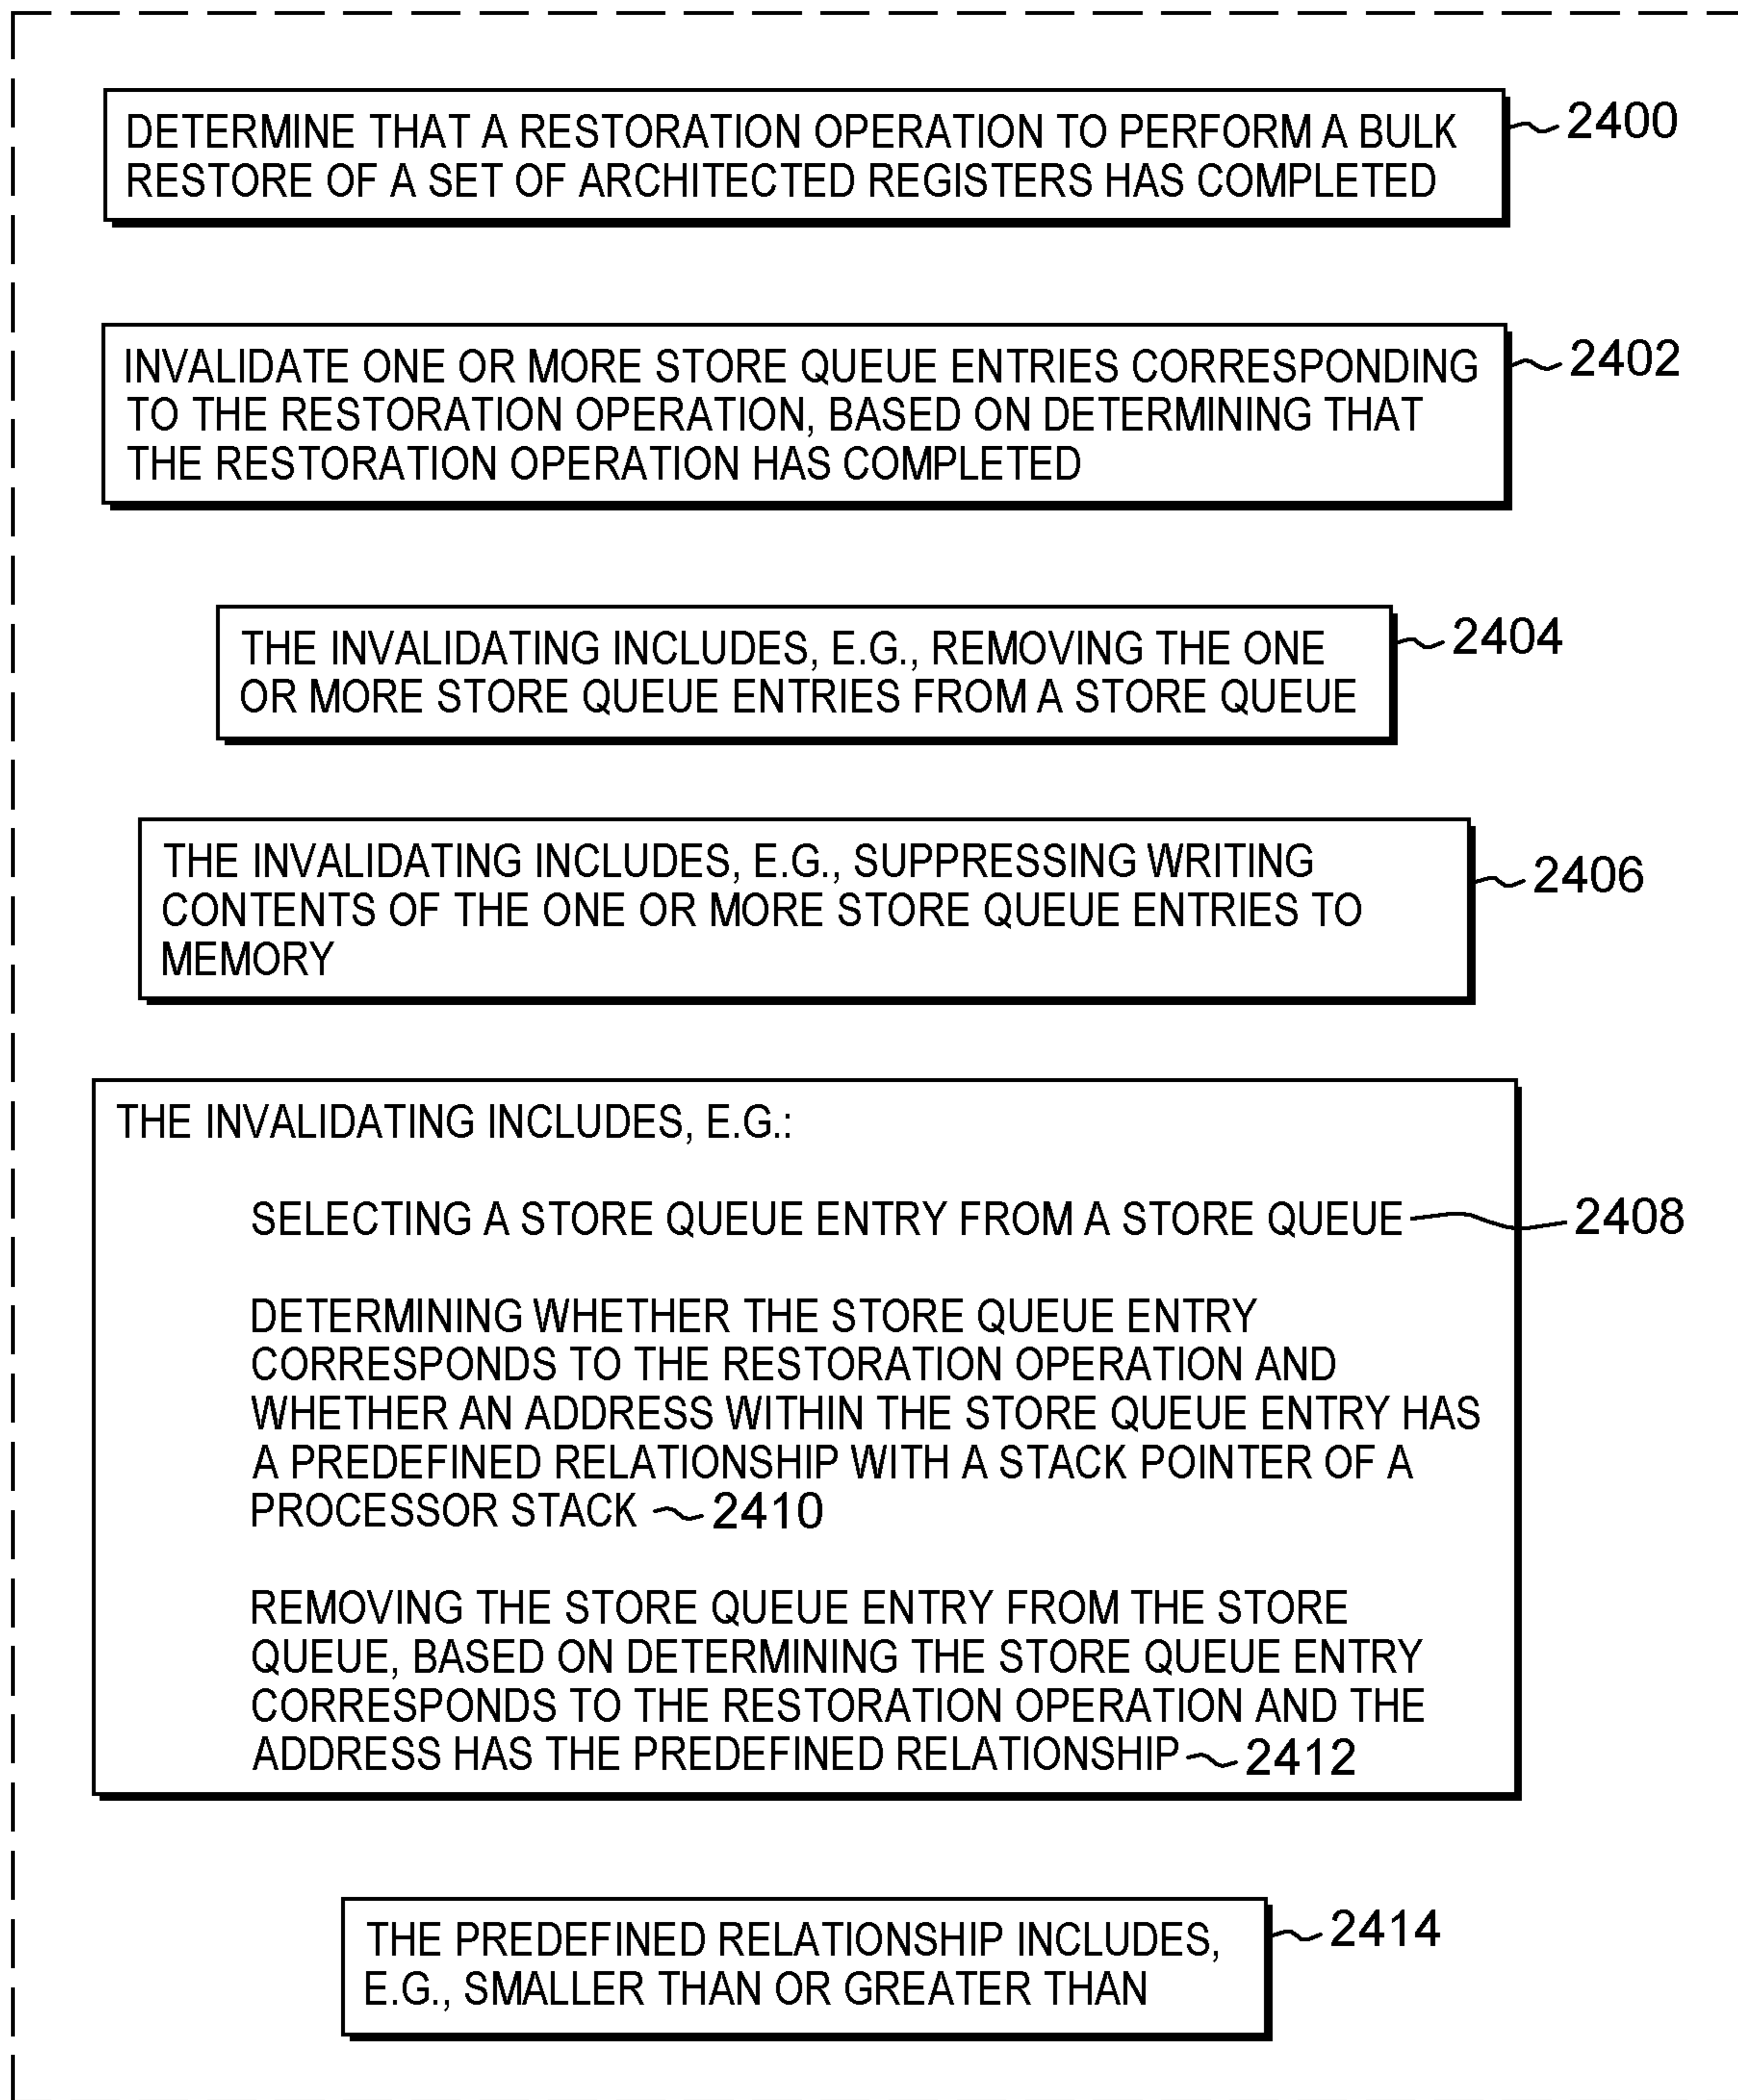 DETERMINE THAT A RESTORATION OPERATION TO PERFORM A BULK 2400
RESTORE OF A SET OF ARCHITECTED REGISTERS HAS COMPLETED
INVALIDATE ONE OR MORE STORE QUEUE ENTRIES CORRESPONDING 2402
TO THE RESTORATION OPERATION, BASED ON DETERMINING THAT
THE RESTORATION OPERATION HAS COMPLETED
THE INVALIDATING INCLUDES, E.G., REMOVING THE ONE 2404
OR MORE STORE QUEUE ENTRIES FROM A STORE QUEUE
THE INVALIDATING INCLUDES, E.G., SUPPRESSING WRITING 2406
CONTENTS OF THE ONE OR MORE STORE QUEUE ENTRIES TO
MEMORY
THE INVALIDATING INCLUDES, E.G.:
SELECTING A STORE QUEUE ENTRY FROM A STORE QUEUE 2408
DETERMINING WHETHER THE STORE QUEUE ENTRY
CORRESPONDS TO THE RESTORATION OPERATION AND
WHETHER AN ADDRESS WITHIN THE STORE QUEUE ENTRY HAS
A PREDEFINED RELATIONSHIP WITH A STACK POINTER OF A
PROCESSOR STACK 2410
REMOVING THE STORE QUEUE ENTRY FROM THE STORE
QUEUE, BASED ON DETERMINING THE STORE QUEUE ENTRY
CORRESPONDS TO THE RESTORATION OPERATION AND THE
ADDRESS HAS THE PREDEFINED RELATIONSHIP 2412
THE PREDEFINED RELATIONSHIP INCLUDES, 2414
E.G., SMALLER THAN OR GREATER THAN